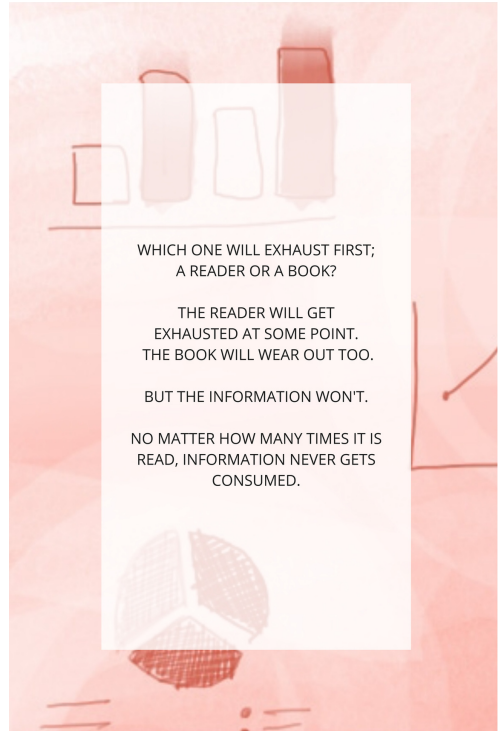 WHICH ONE WILL EXHAUST FIRST;
A READER OR A BOOK?
THE READER WILL GET
EXHAUSTED AT SOME POINT.
THE BOOK WILL WEAR OUT TOO.
BUT THE INFORMATION WON'T.
NO MATTER HOW MANY TIMES IT IS
READ, INFORMATION NEVER GETS
CONSUMED.